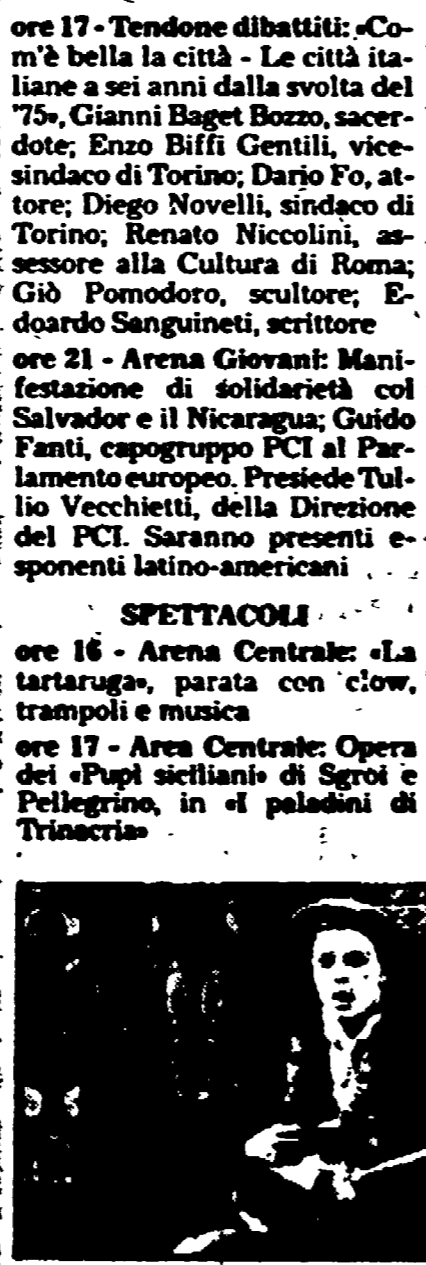 ore 17 - Tendone dibattiti: «Co-
m'è bella la città - Le città ita-
liane a sei anni dalla svolta del
'75», Gianni Baget Bozzo, sacer-
dote; Enzo Biffi Gentili, vice-
sindaco di Torino; Dario Fo, at-
tore; Diego Novelli, sindaco di
Torino; Renato Niccolini, as-
sessore alla Cultura di Roma;
Giò Pomodoro, scultore; E-
doardo Sanguineti, scrittore
ore 21 - Arena Giovani: Mani-
festazione di solidarietà col
Salvador e il Nicaragua; Guido
Fanti, capogruppo PCI al Par-
lamento europeo. Presiede Tul-
lio Vecchietti, della Direzione
del PCI. Saranno presenti e-
sponenti latino-americani
SPETTACOLI
ore 16 - Arena Centrale: «La
tartaruga», parata con clow,
trampoli e musica
ore 17 - Area Centrale: Opera
dei «Pupi siciliani» di Sgroi e
Pellegrino, in «I paladini di
Trinacria»